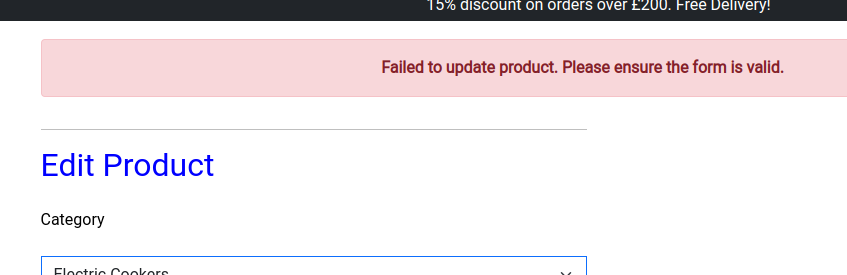 15% discount on orders over £200. Free Delivery!
Failed to update product. Please ensure the form is valid.
Edit Product
Category
Electric Cookers